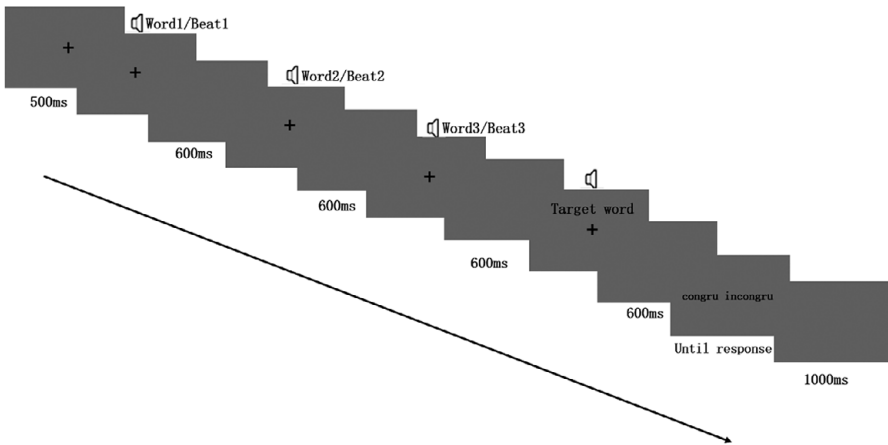 Word1/Beat1
500ms
Word2/Beat2
600ms
Word3/Beat3
600ms
Target word
600ms
600ms
congru incongru
Until response
1000ms